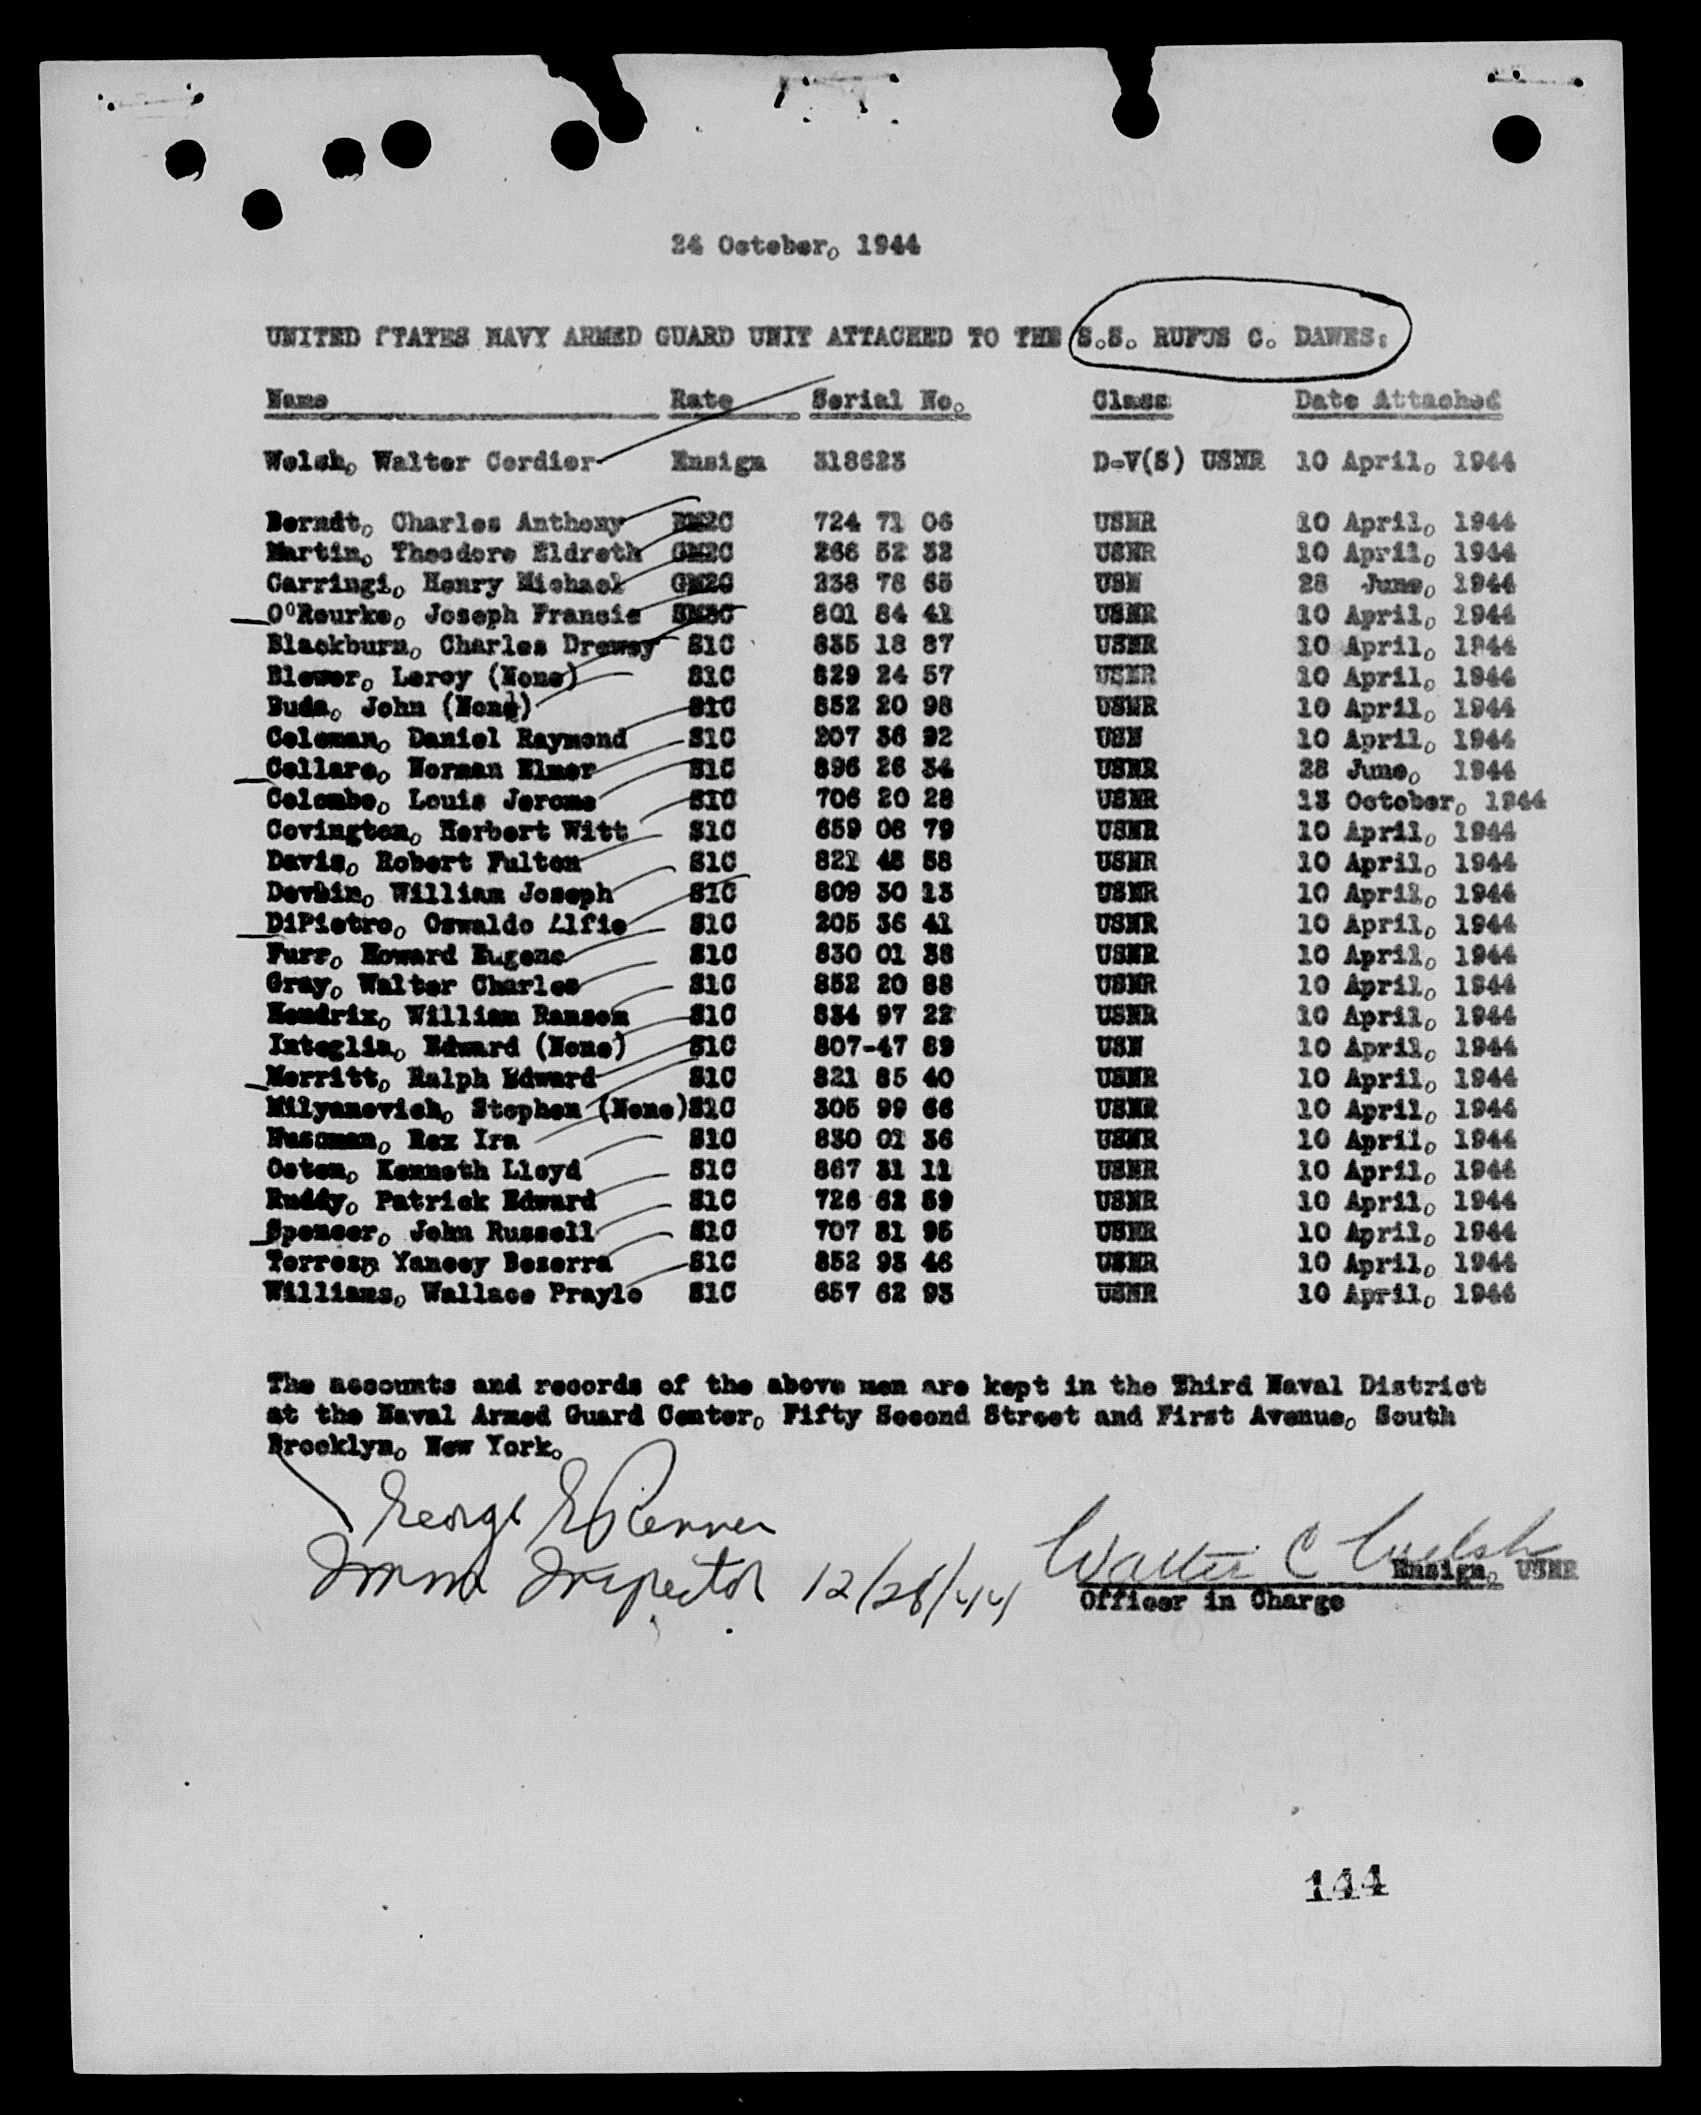 24 October, 1944
UNITED STATES NAVY ARMED GUARD UNIT ATTACHED TO THE S.S. RUFUS C. DAWES:
Name Rate Serial No. Class Date Attached
Welsh, Walter Cordier Ensign 318623 D-V(S) USNR 10 April, 1944
Berndt, Charles Anthony BM2C 724 71 06 USNR 10 April, 1944
Martin, Theodore Eldreth GM2C 266 52 32 USNR 10 April, 1944
Carringi, Henry Michael GM2C 238 78 65 USN 28 June, 1944
O'Rourke, Joseph Francis 801 84 41 USNR 10 April, 1944
Blackburn, Charles Drewey S1C 835 18 87 USNR 10 April, 1944
Blewer, Leroy (None) S1C 829 24 57 USNR 10 April, 1944
Buda, John (None) S1C 852 20 98 USNR 10 April, 1944
Coleman, Daniel Raymond S1C 207 36 92 USN 10 April, 1944
Collare, Norman Elmer S1C 896 26 34 USNR 28 June, 1944
Colombo, Louis Jerome S1C 706 20 28 USNR 13 October, 1944
Covington, Herbert Witt S1C 659 08 79 USNR 10 April, 1944
Davis, Robert Fulton S1C 821 48 58 USNR 10 April, 1944
William Joseph S1C 809 30 13 USNR 10 April, 1944
DiPietro, Oswaldo Alfio S1C 205 36 41 USNR 10 April, 1944
Furr, Howard Eugene S1C 830 01 38 USNR 10 April, 1944
Gray, Walter Charles S1C 852 20 88 USNR 10 April, 1944
Hendrix, William Ransom S1C 834 97 22 USNR 10 April, 1944
Integlia, Edward (None) S1C 807-47 89 USN 10 April, 1944
Merritt, Ralph Edward S1C 821 85 40 USNR 10 April, 1944
Milyanovich, Stephen (None) S1C 305 99 66 USNR 10 April, 1944
Nusoman, Rex Ira S1C 830 01 36 USNR 10 April, 1944
Osten, Kenneth Lloyd S1C 867 31 11 USNR 10 April, 1944
Ruddy, Patrick Edward S1C 726 62 59 USNR 10 April, 1944
Spencer, John Russell S1C 707 81 95 USNR 10 April, 1944
Torres, Yancey Bezerra S1C 852 93 46 USNR 10 April, 1944
Williams, Wallace Praylo S1C 657 62 93 USNR 10 April, 1944
The accounts and records of the above men are kept in the Third Naval District
at the Naval Armed Guard Center, Fifty Second Street and First Avenue, South
Brooklyn, New York.
George E Renner
Immn Inspector 12/28/44
Walter C Welsh
Ensign, USNR
Officer in Charge
144